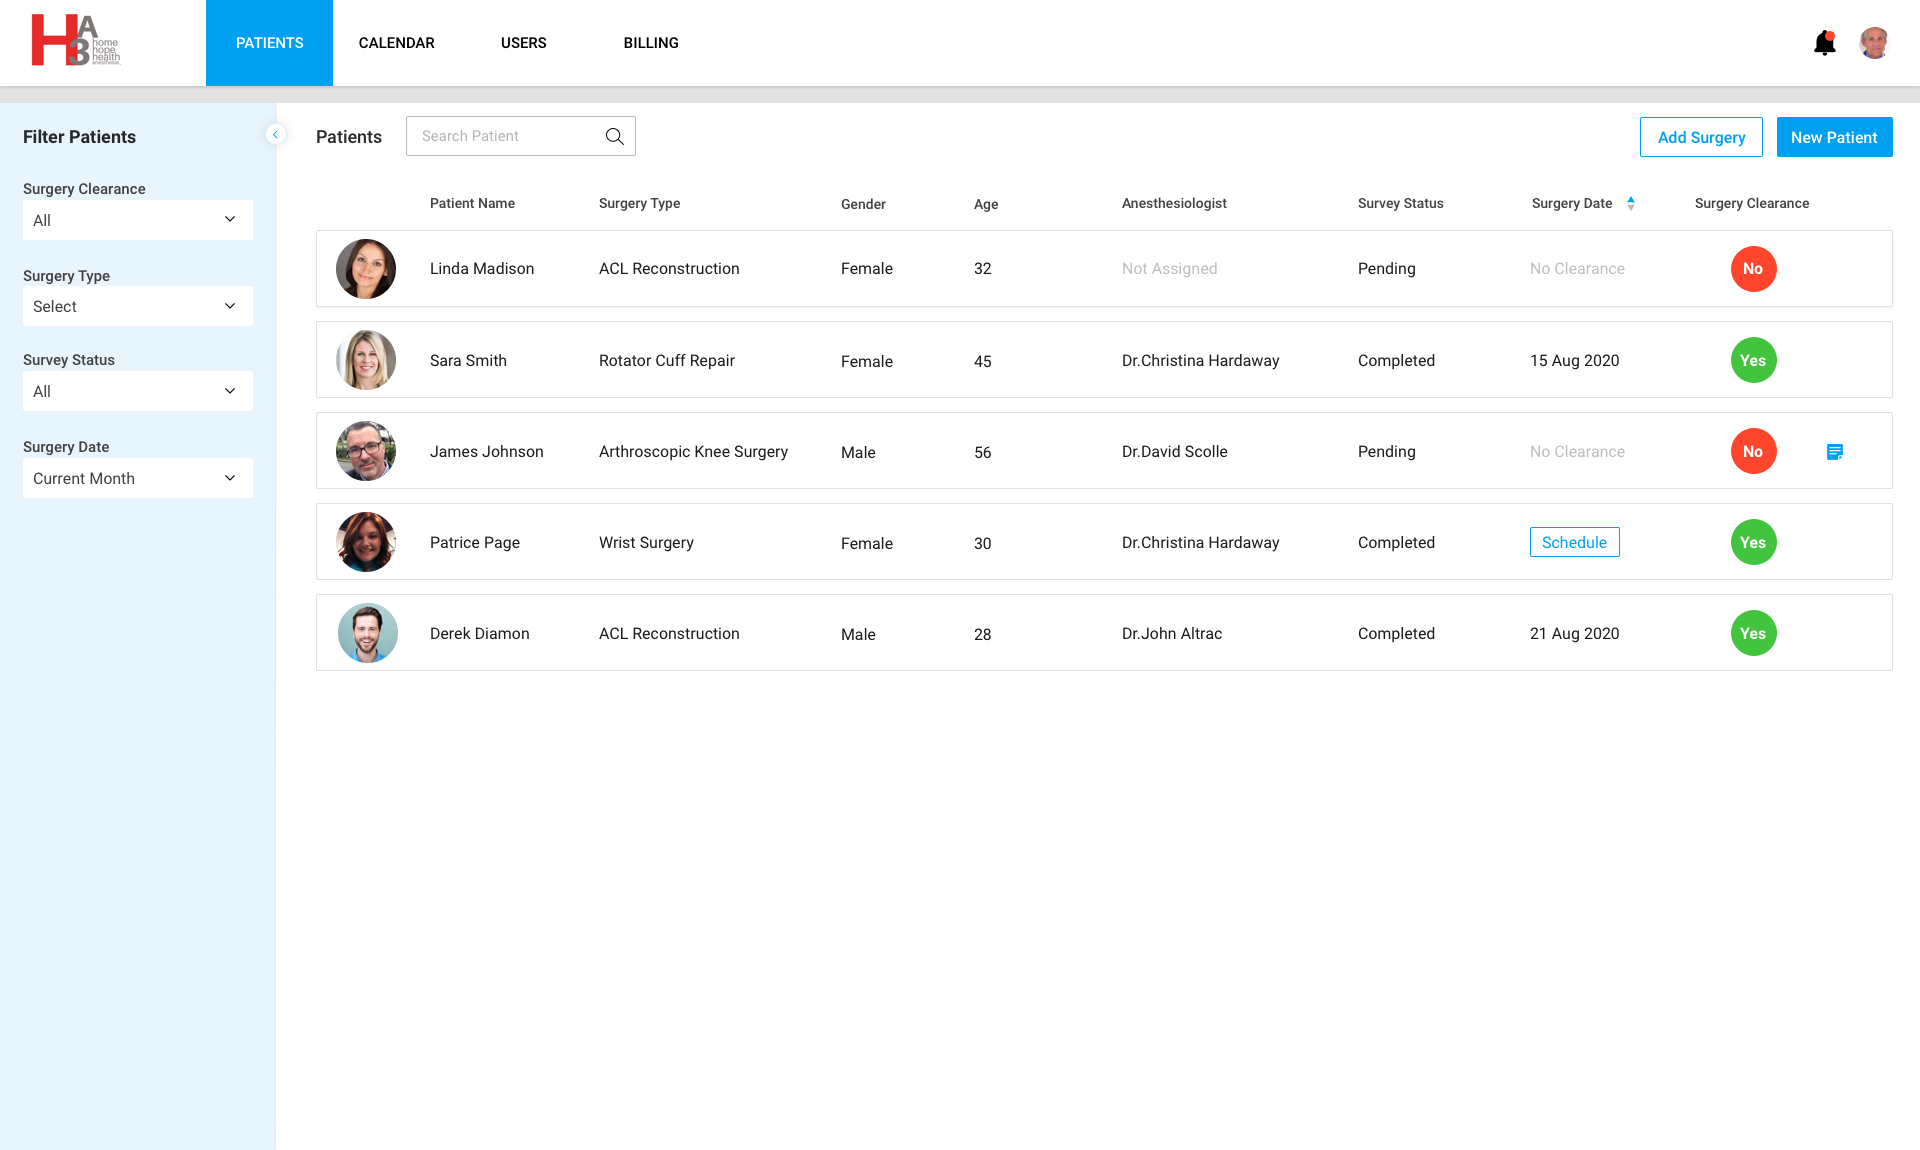 HA3 home hope health anesthesia
PATIENTS CALENDAR USERS BILLING
Filter Patients
Surgery Clearance
All
Surgery Type
Select
Survey Status
All
Surgery Date
Current Month
Patients Search Patient Add Surgery New Patient
Patient Name Surgery Type Gender Age Anesthesiologist Survey Status Surgery Date Surgery Clearance
Linda Madison ACL Reconstruction Female 32 Not Assigned Pending No Clearance No
Sara Smith Rotator Cuff Repair Female 45 Dr.Christina Hardaway Completed 15 Aug 2020 Yes
James Johnson Arthroscopic Knee Surgery Male 56 Dr.David Scolle Pending No Clearance No
Patrice Page Wrist Surgery Female 30 Dr.Christina Hardaway Completed Schedule Yes
Derek Diamon ACL Reconstruction Male 28 Dr.John Altrac Completed 21 Aug 2020 Yes